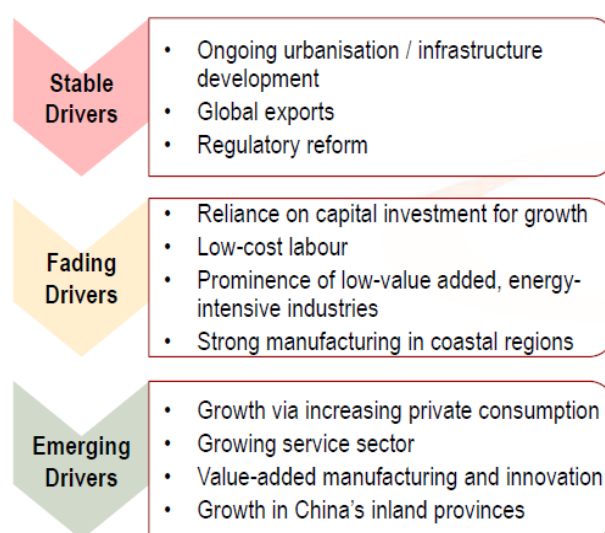 Stable
Drivers
• Ongoing urbanisation / infrastructure
development
• Global exports
• Regulatory reform
Fading
Drivers
• Reliance on capital investment for growth
• Low-cost labour
• Prominence of low-value added, energy-
intensive industries
• Strong manufacturing in coastal regions
Emerging
Drivers
• Growth via increasing private consumption
• Growing service sector
• Value-added manufacturing and innovation
• Growth in China's inland provinces